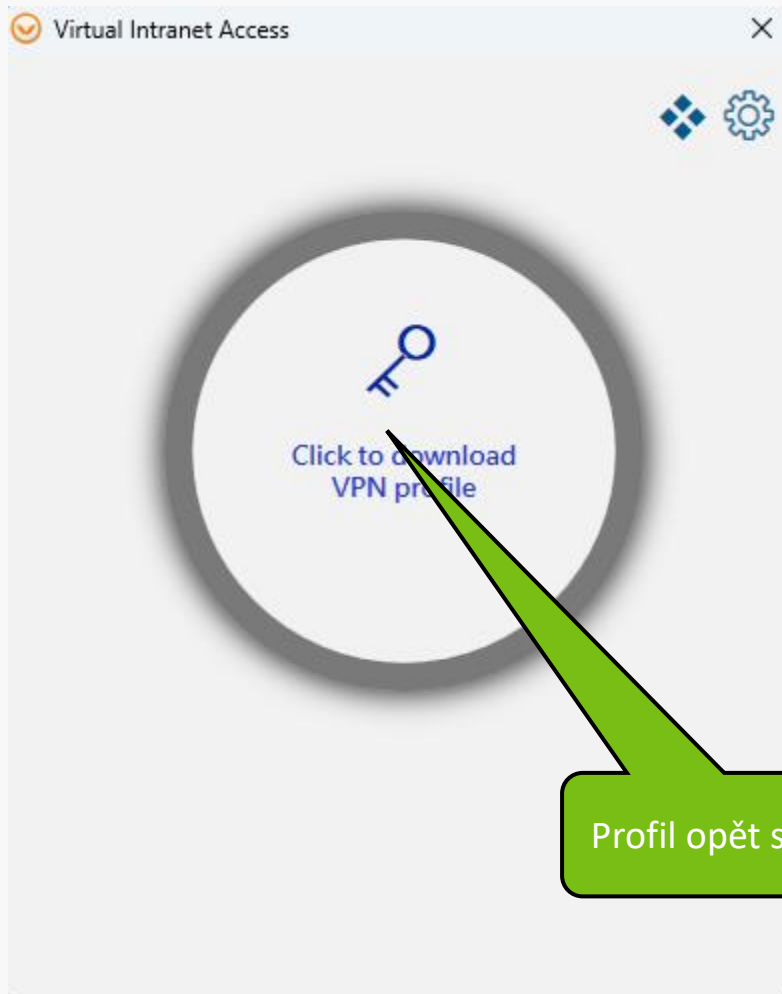 Virtual Intranet Access
Click to download
VPN profile
Profil opět s